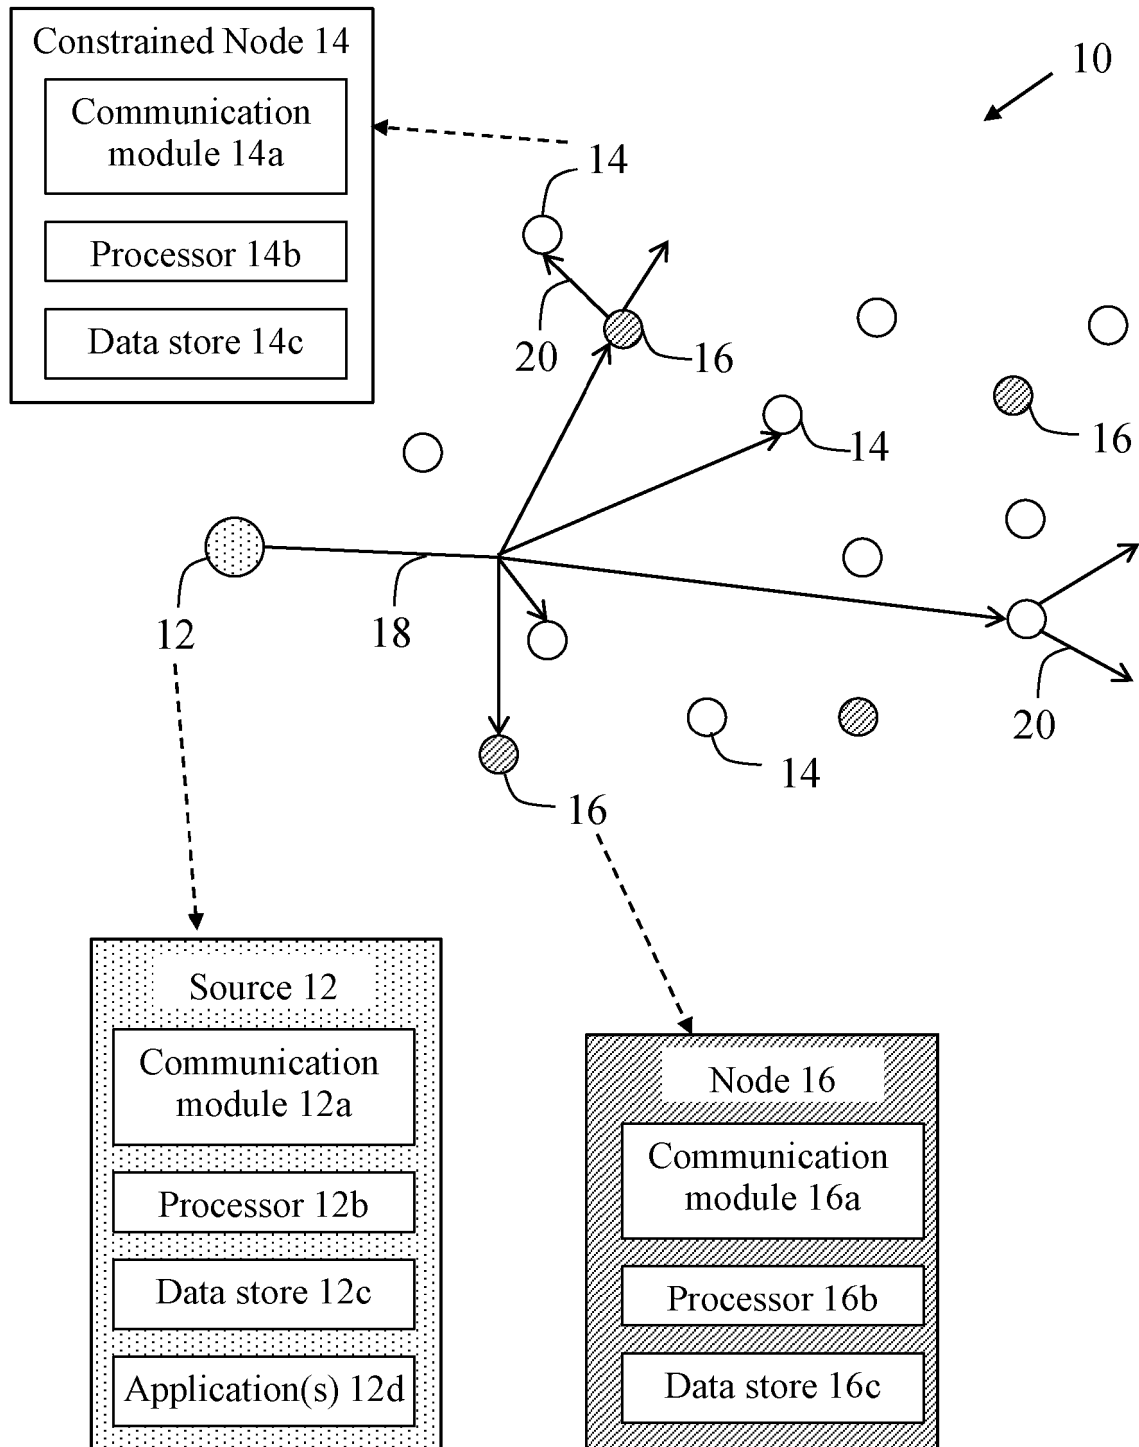 Constrained Node 14
Communication
module 14a
Processor 14b
Data store 14c
10
14
20
16
14
16
12
18
20
14
16
Source 12
Communication
module 12a
Processor 12b
Data store 12c
Application(s) 12d
Node 16
Communication
module 16a
Processor 16b
Data store 16c